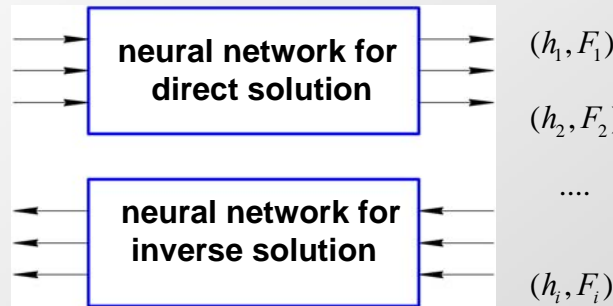 neural network for
direct solution
(h₁, F₁)
(h₂, F₂
....
neural network for
inverse solution
(hᵢ, Fᵢ)